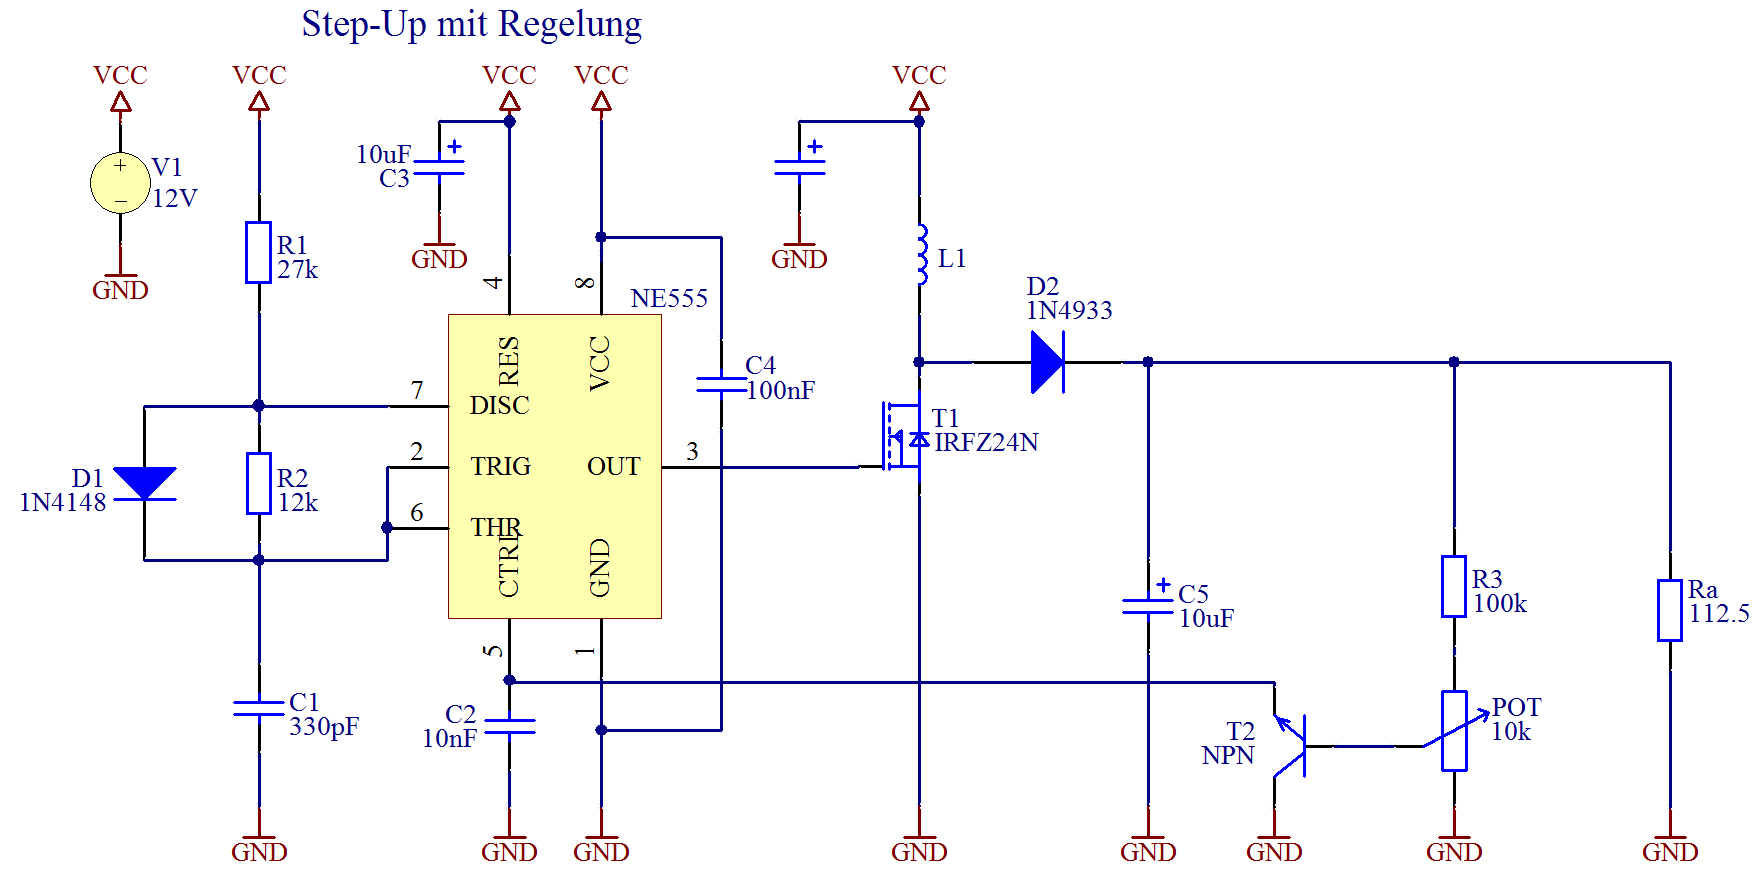 Step-Up mit Regelung
VCC
VCC
VCC
VCC
VCC
10uF
C3
V1
12V
GND
R1
27k
GND
GND
L1
4
8
NE555
D2
1N4933
RES
VCC
C4
100nF
7
DISC
T1
IRFZ24N
2
TRIG
OUT
3
D1
1N4148
R2
12k
6
THR
CTRL
GND
C5
10uF
R3
100k
Ra
112.5
5
1
C1
330pF
C2
10nF
T2
NPN
POT
10k
GND
GND
GND
GND
GND
GND
GND
GND